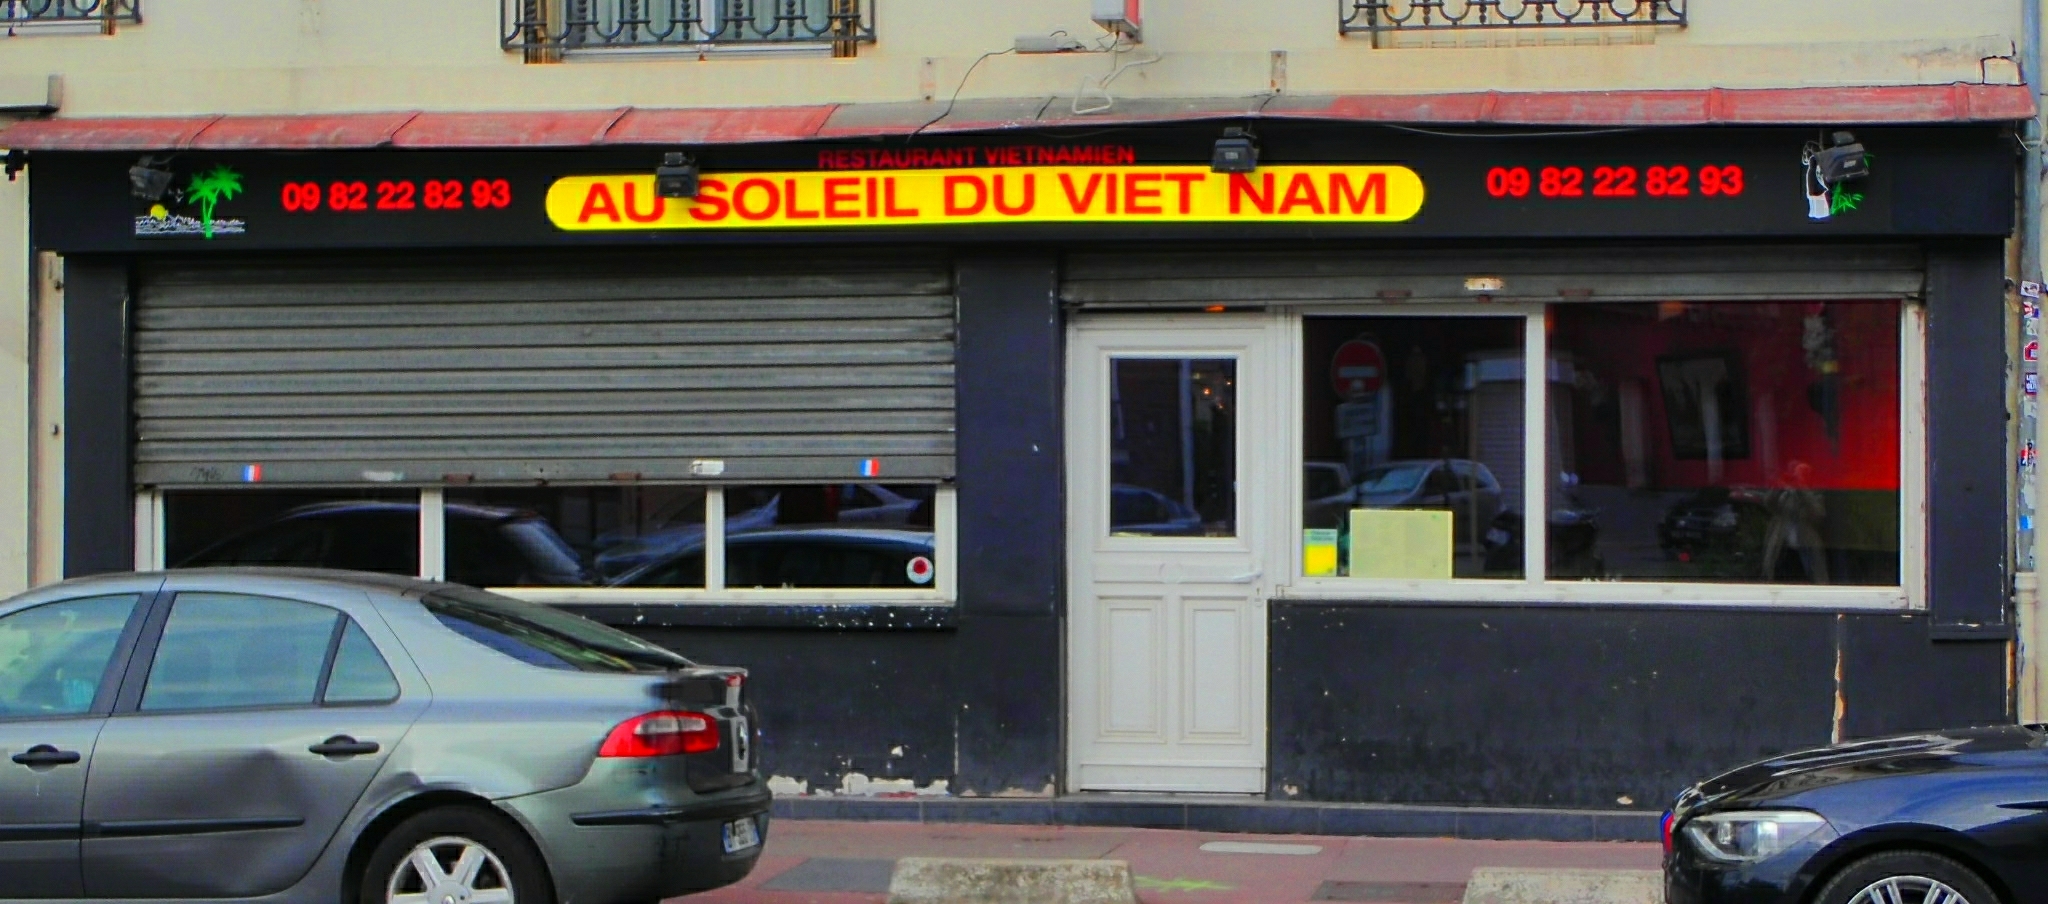 RESTAURANT VIETNAMIEN
09 82 22 82 93
AU SOLEIL DU VIET NAM
09 82 22 82 93